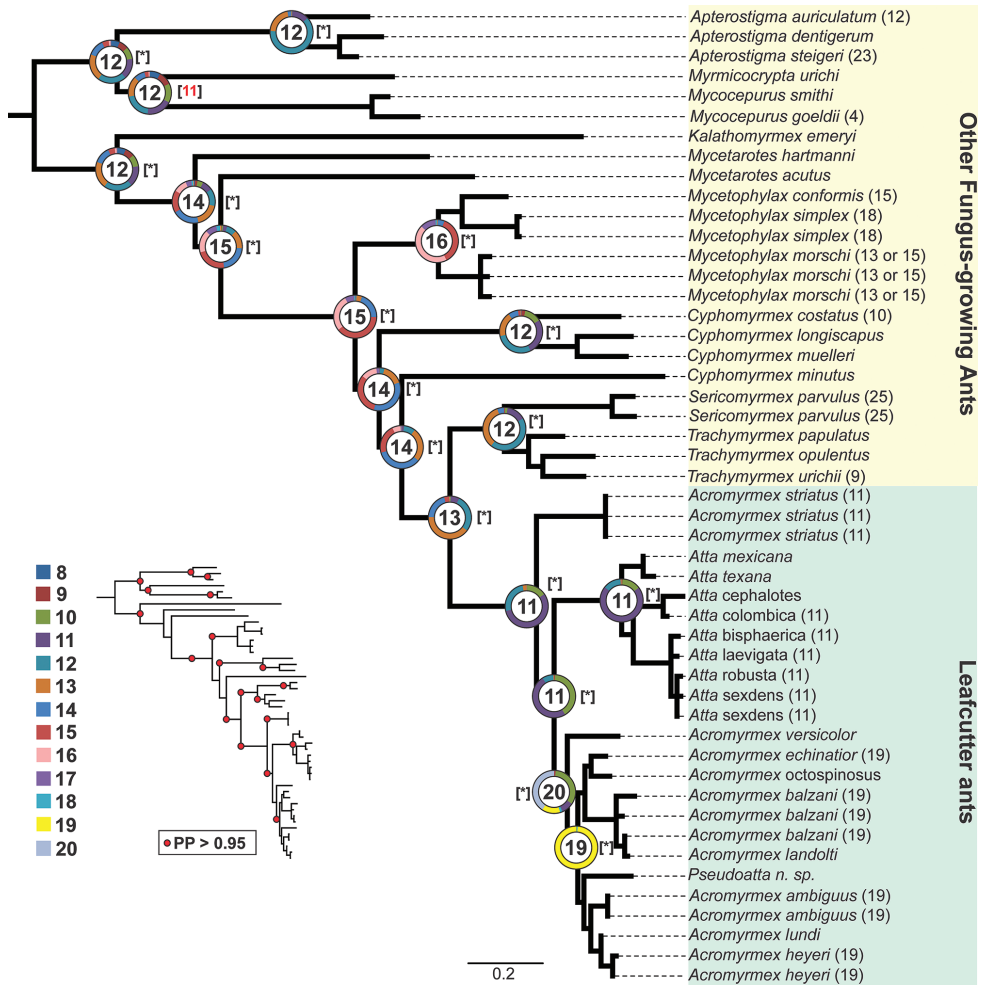 Apterostigma auriculatum (12)
Apterostigma dentigerum
Apterostigma steigeri (23)
Myrmicocrypta urichi
Mycocepurus smithi
Mycocepurus goeldii (4)
Kalathomyrmex emeryi
Mycetarotes hartmanni
Mycetarotes acutus
Mycetophylax conformis (15)
Mycetophylax simplex (18)
Mycetophylax simplex (18)
Mycetophylax morschi (13 or 15)
Mycetophylax morschi (13 or 15)
Mycetophylax morschi (13 or 15)
Cyphomyrmex costatus (10)
Cyphomyrmex longiscapus
Cyphomyrmex muelleri
Cyphomyrmex minutus
Sericomyrmex parvulus (25)
Sericomyrmex parvulus (25)
Trachymyrmex papulatus
Trachymyrmex opulentus
Trachymyrmex urichii (9)
Acromyrmex striatus (11)
Acromyrmex striatus (11)
Acromyrmex striatus (11)
Atta mexicana
Atta texana
Atta cephalotes
Atta colombica (11)
Atta bisphaerica (11)
Atta laevigata (11)
Atta robusta (11)
Atta sexdens (11)
Atta sexdens (11)
Acromyrmex versicolor
Acromyrmex echinatior (19)
Acromyrmex octospinosus
Acromyrmex balzani (19)
Acromyrmex balzani (19)
Acromyrmex balzani (19)
Acromyrmex landolti
Pseudoatta n. sp.
Acromyrmex ambiguus (19)
Acromyrmex ambiguus (19)
Acromyrmex lundi
Acromyrmex heyeri (19)
Acromyrmex heyeri (19)
Other Fungus-growing Ants
Leafcutter ants
12 [*]
12 [*]
12 [11]
12 [*]
14 [*]
15 [*]
16 [*]
15 [*]
12 [*]
14 [*]
12 [*]
14 [*]
13 [*]
11 [*]
11 [*]
11 [*]
[*] 20
19 [*]
8
9
10
11
12
13
14
15
16
17
18
19
20
PP > 0.95
0.2